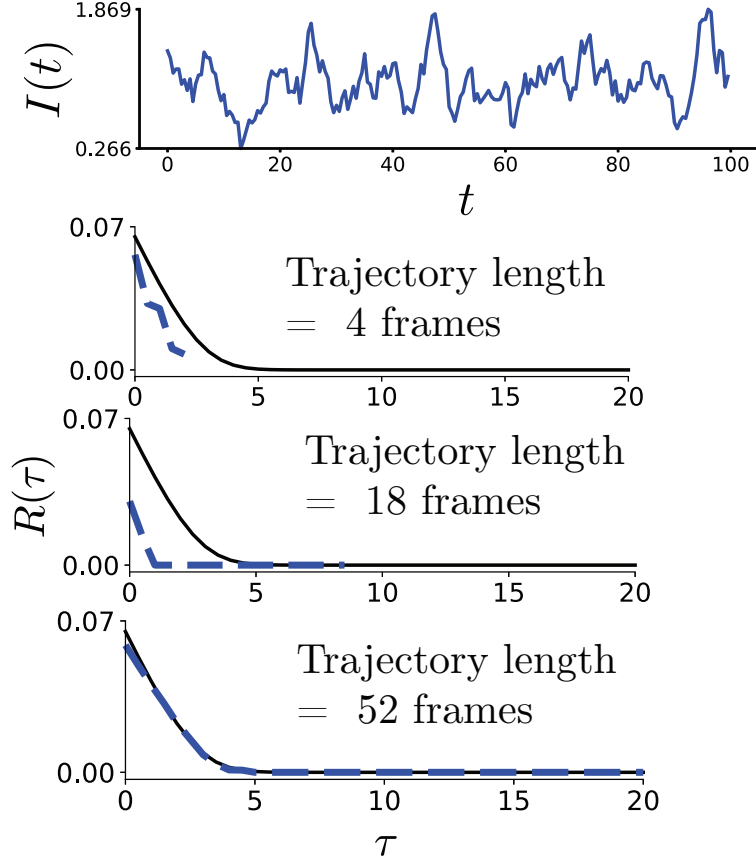 1.869
I(t)
0.266
0 20 40 60 80 100
t
0.07
Trajectory length
= 4 frames
0.00
0 5 10 15 20
0.07
Trajectory length
= 18 frames
R(τ)
0.00
0 5 10 15 20
0.07
Trajectory length
= 52 frames
0.00
0 5 10 15 20
τ